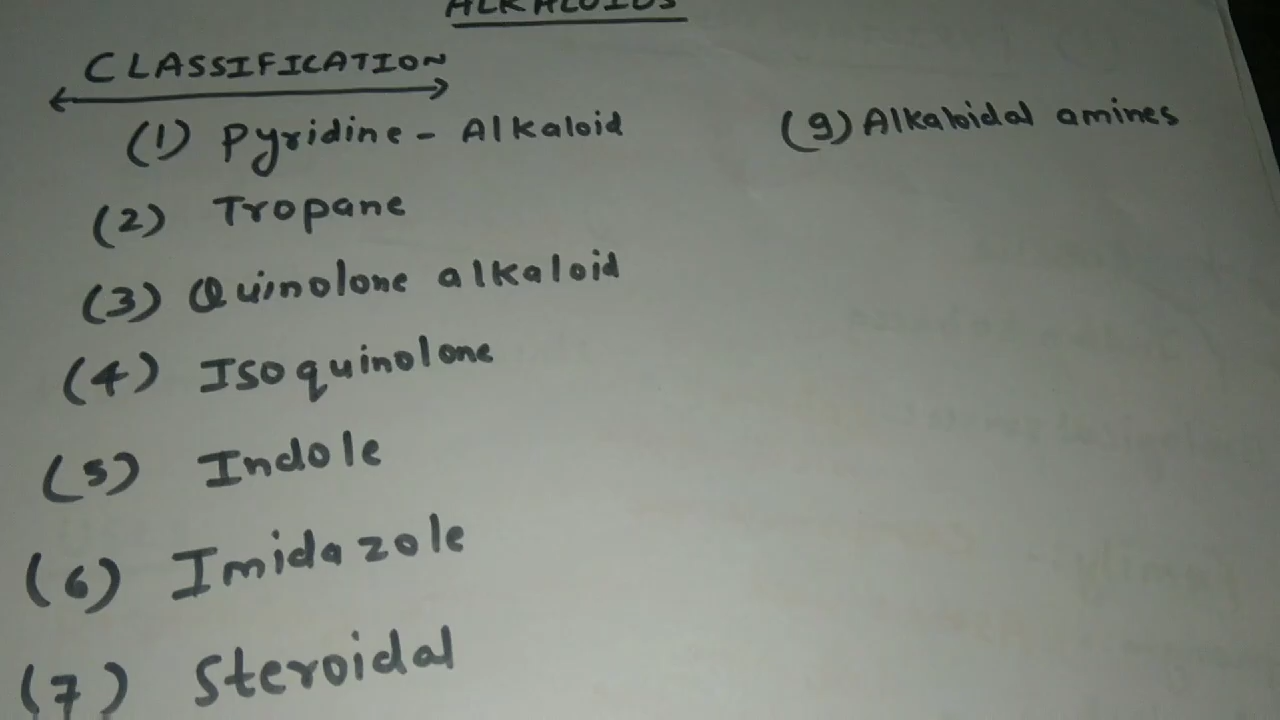 ALKALOIDS
CLASSIFICATION
(1) Pyridine - Alkaloid
(2) Tropane
(3) Quinolone alkaloid
(4) Isoquinolone
(5) Indole
(6) Imidazole
(7) Steroidal
(9) Alkaloidal amines